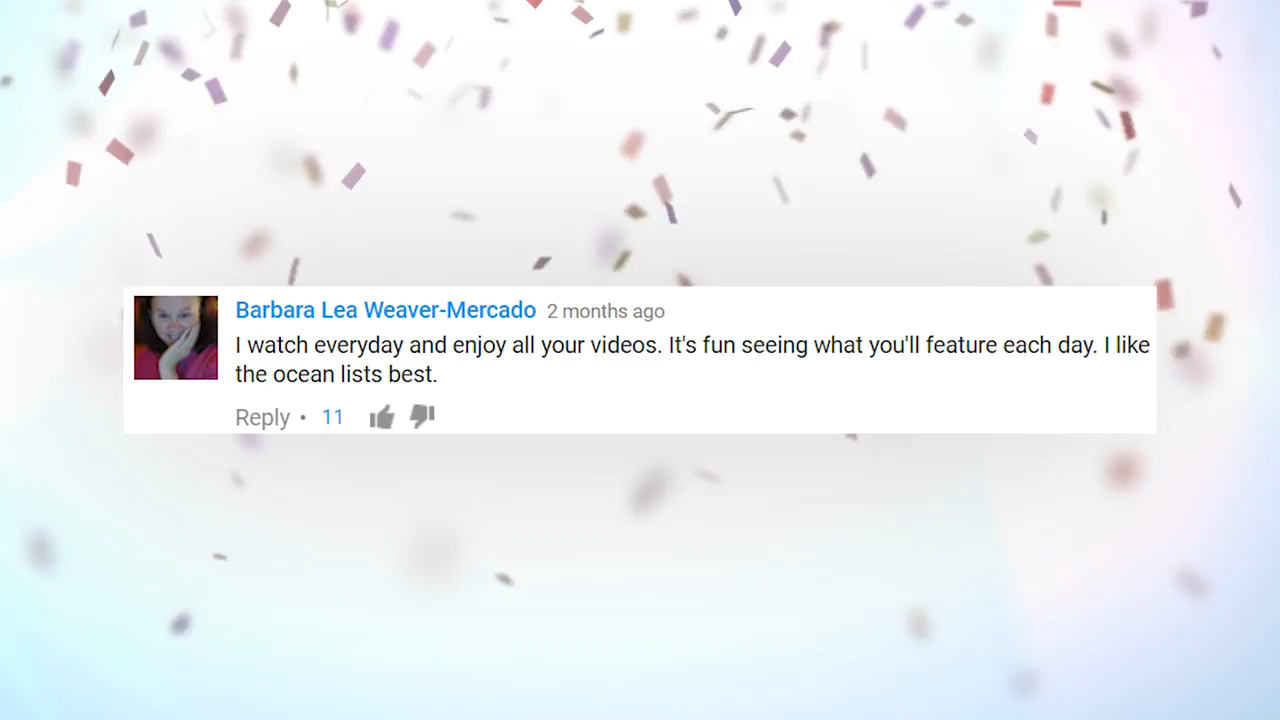 Barbara Lea Weaver-Mercado 2 months ago
I watch everyday and enjoy all your videos. It's fun seeing what you'll feature each day. I like
the ocean lists best.
Reply • 11